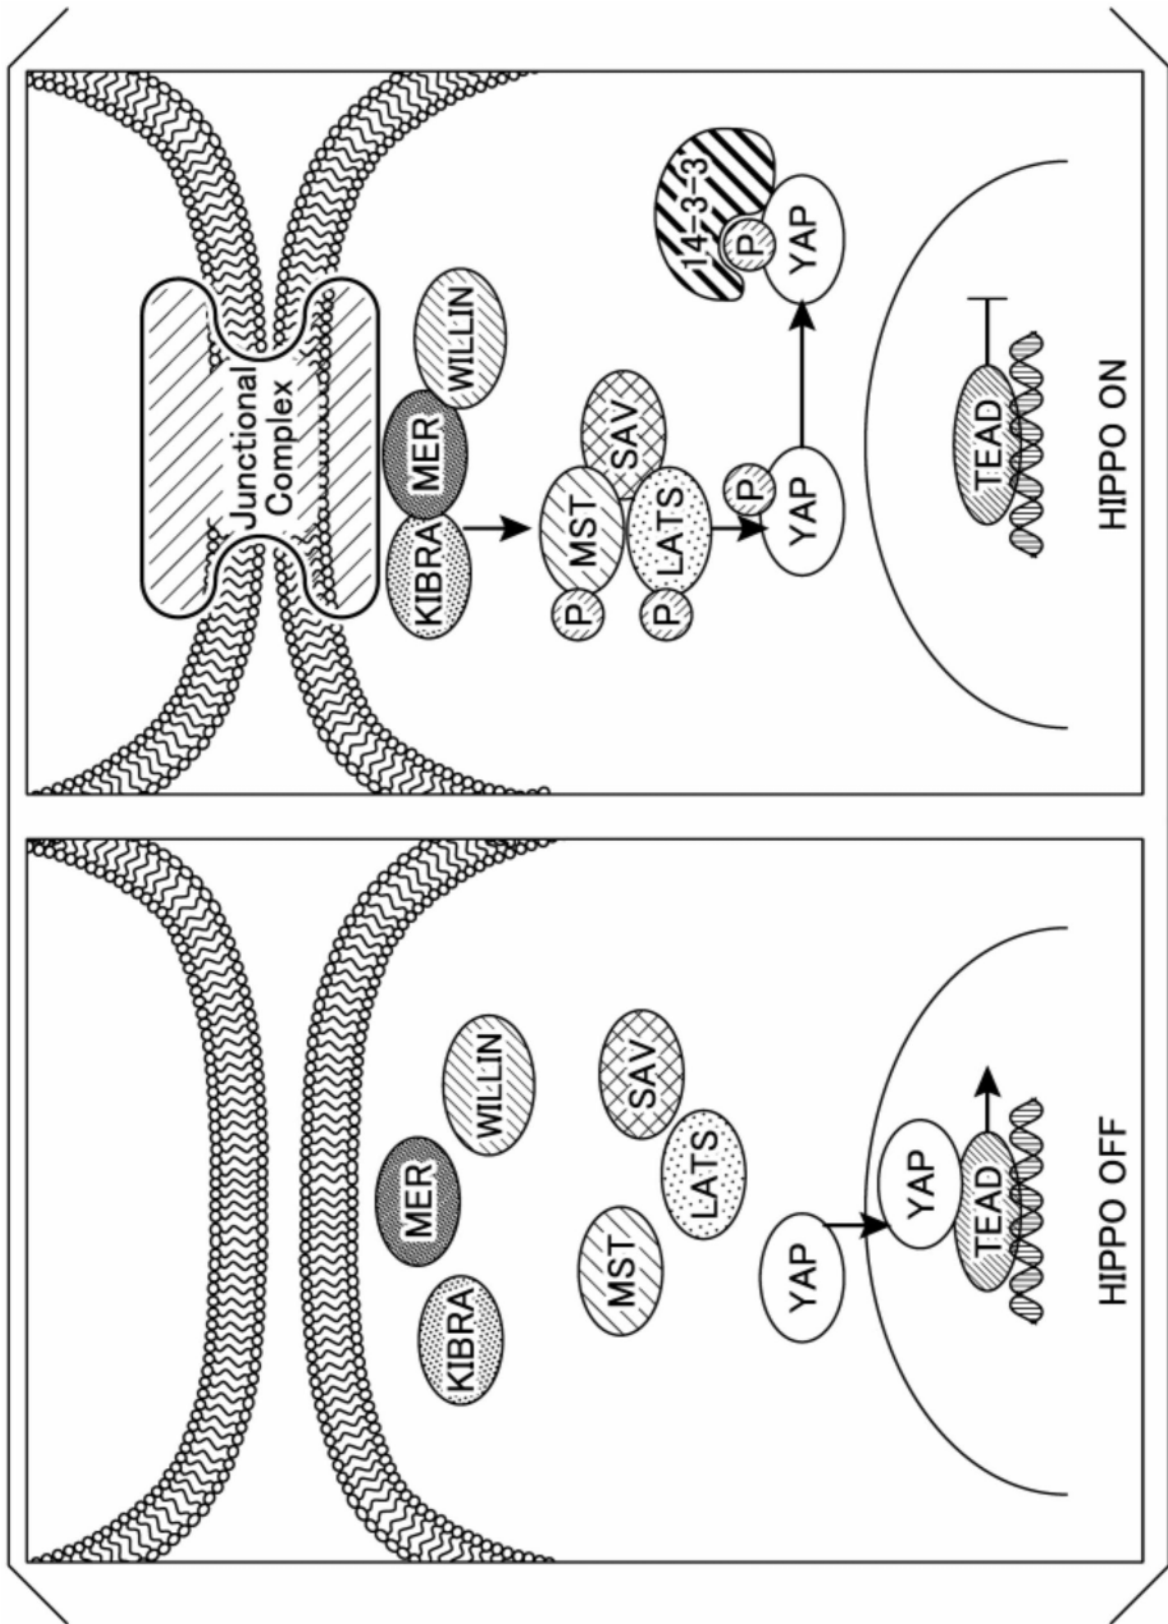 KIBRA
MER
WILLIN
MST
LATS
SAV
YAP
YAP
TEAD
HIPPO OFF
Junctional
Complex
KIBRA
MER
WILLIN
P
MST
SAV
P
LATS
P
YAP
14-3-3
P
YAP
TEAD
HIPPO ON